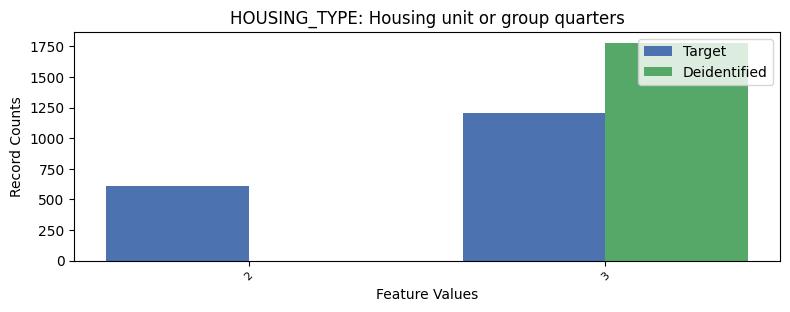 HOUSING_TYPE: Housing unit or group quarters
Target
Deidentified
Record Counts
1750
1500
1250
1000
750
500
250
0
2
3
Feature Values